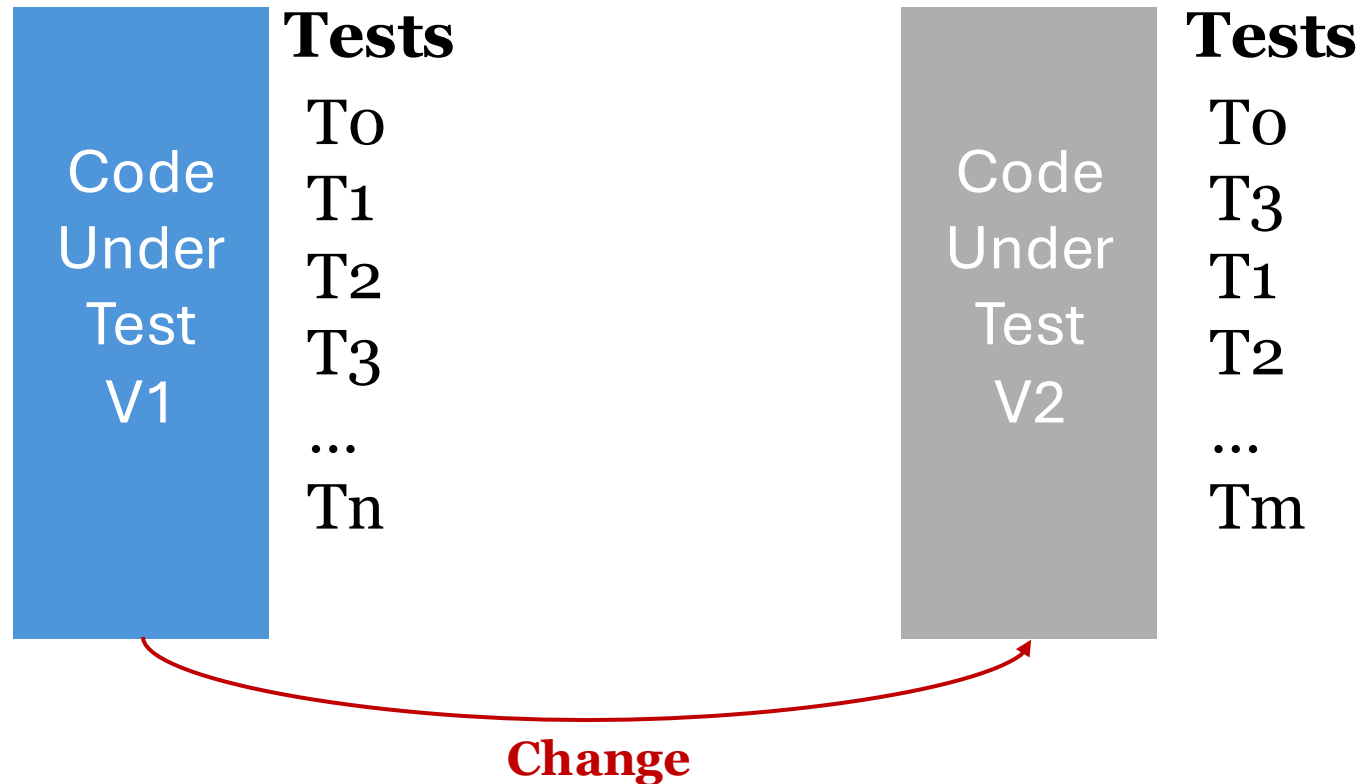 Code
Under
Test
V1
Tests
T0
T1
T2
T3
...
Tn
Code
Under
Test
V2
Tests
T0
T3
T1
T2
...
Tm
Change